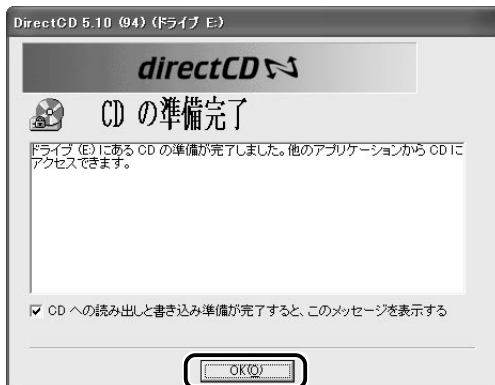 DirectCD 5.10 (94) (ドライブ E:)
directCD
CD の準備完了
ドライブ (E:) にある CD の準備が完了しました。他のアプリケーションから CD に
アクセスできます。
CD への読み出しと書き込み準備が完了すると、このメッセージを表示する
OK(O)